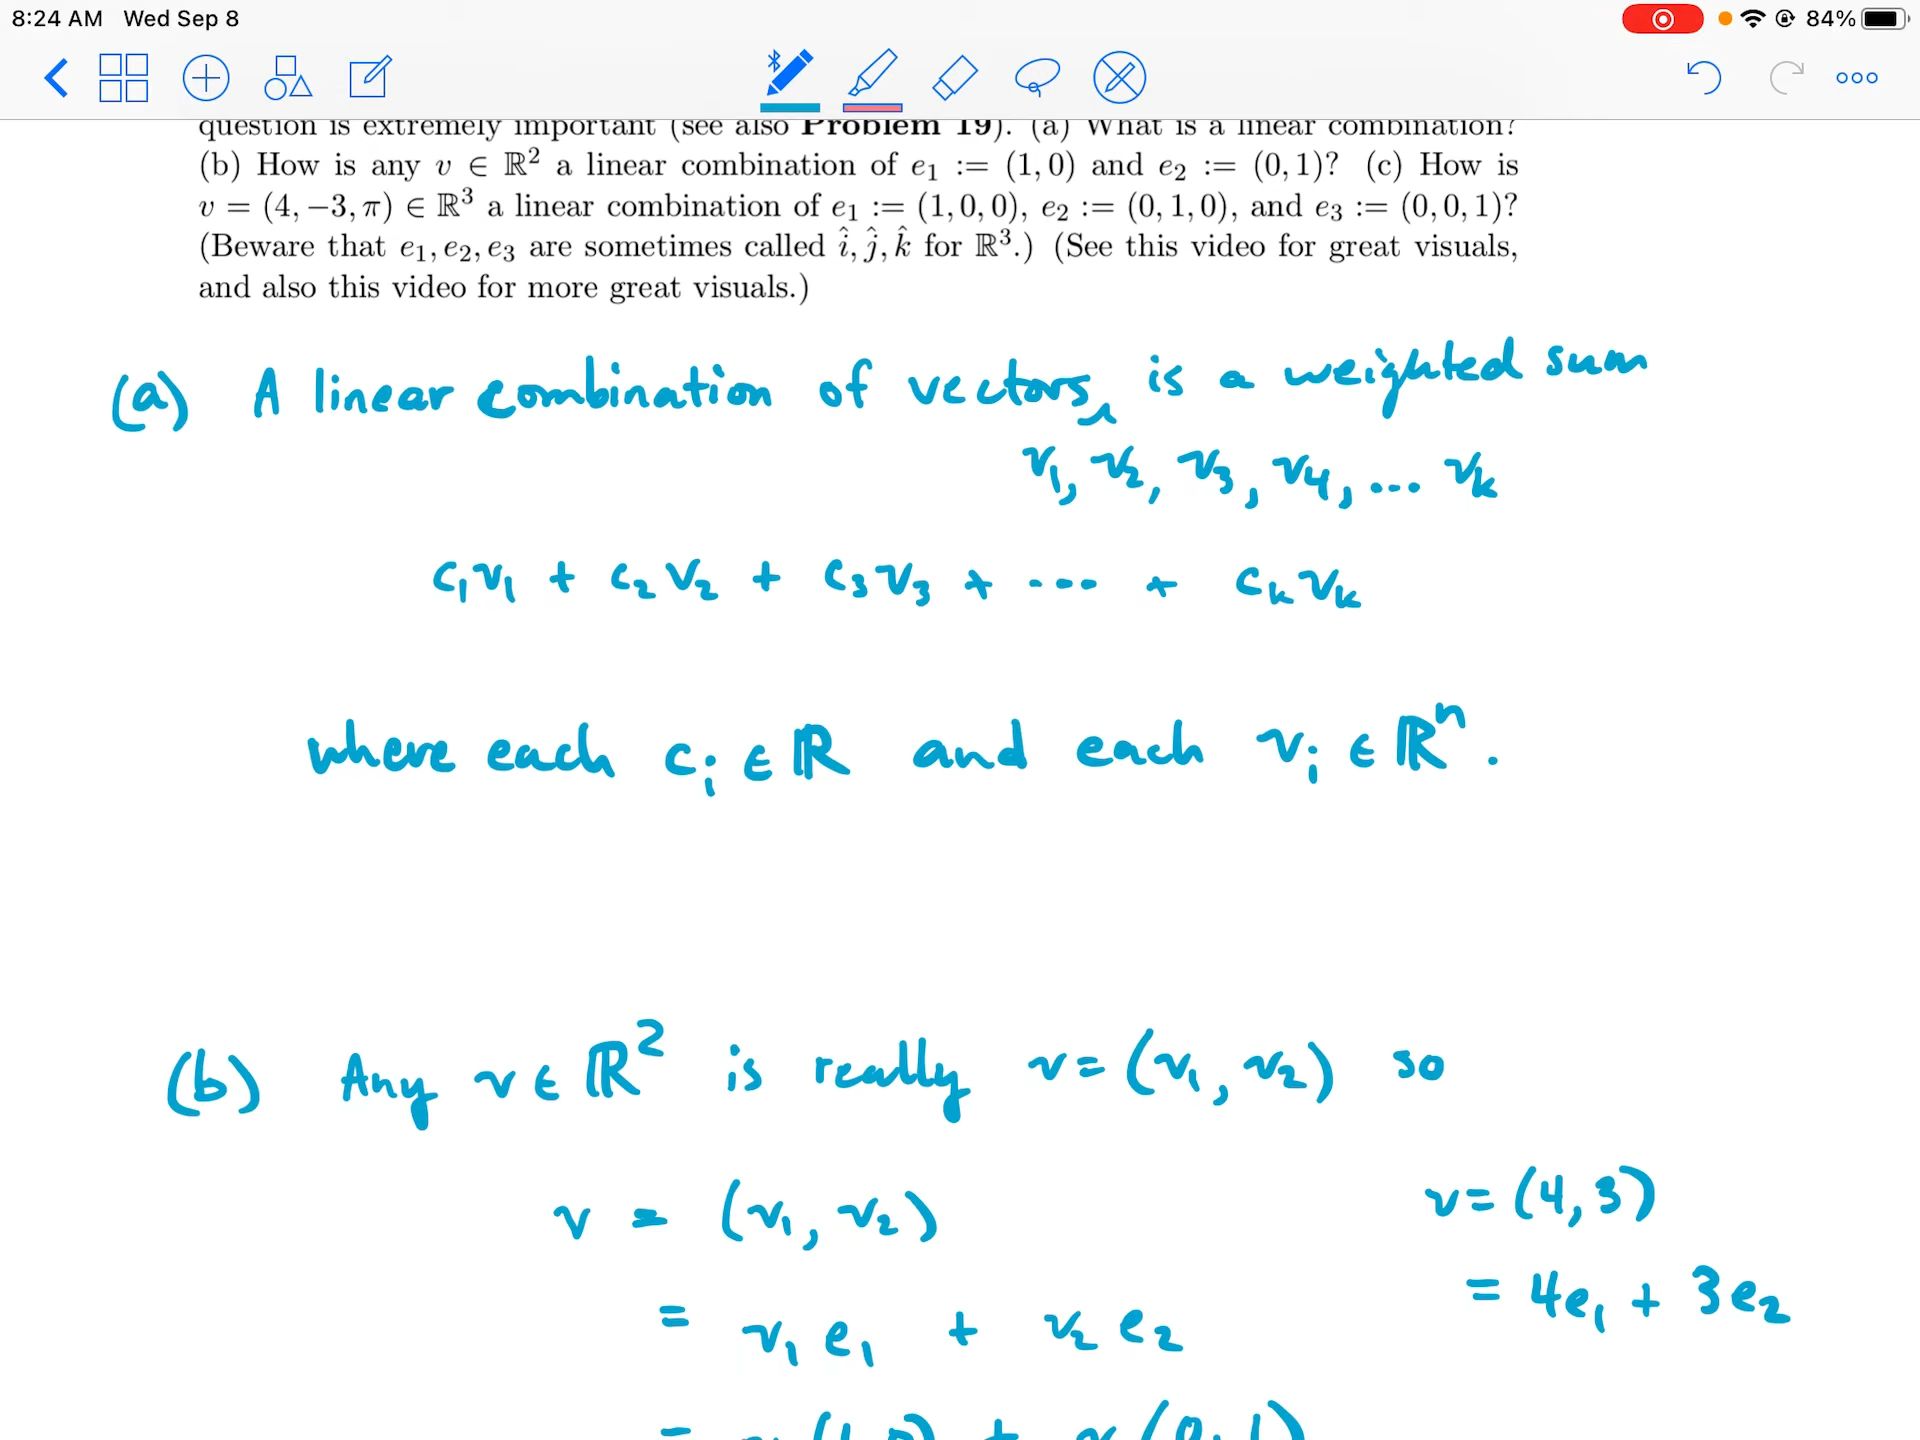 8:24 AM Wed Sep 8 84%
question is extremely important (see also Problem 19). (a) What is a linear combination?
(b) How is any v ∈ ℝ² a linear combination of e₁ := (1, 0) and e₂ := (0, 1)? (c) How is
v = (4, −3, π) ∈ ℝ³ a linear combination of e₁ := (1, 0, 0), e₂ := (0, 1, 0), and e₃ := (0, 0, 1)?
(Beware that e₁, e₂, e₃ are sometimes called î, ĵ, k̂ for ℝ³.) (See this video for great visuals,
and also this video for more great visuals.)
(a) A linear combination of vectors is a weighted sum
v₁, v₂, v₃, v₄, ... vₖ
c₁v₁ + c₂v₂ + c₃v₃ + ... + cₖvₖ
where each cᵢ ∈ ℝ and each vᵢ ∈ ℝⁿ.
(b) Any v ∈ ℝ² is really v = (v₁, v₂) so
v = (v₁, v₂)
v = (4, 3)
= v₁e₁ + v₂e₂
= 4e₁ + 3e₂